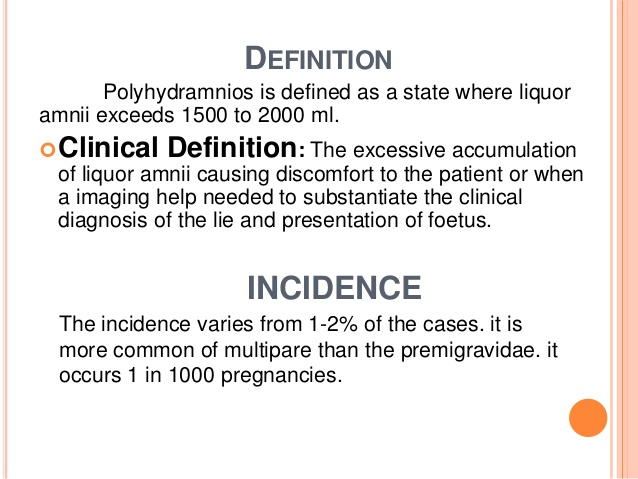 DEFINITION
Polyhydramnios is defined as a state where liquor
amnii exceeds 1500 to 2000 ml.
Clinical Definition: The excessive accumulation
of liquor amnii causing discomfort to the patient or when
a imaging help needed to substantiate the clinical
diagnosis of the lie and presentation of foetus.
INCIDENCE
The incidence varies from 1-2% of the cases. it is
more common of multipare than the premigravidae. it
occurs 1 in 1000 pregnancies.